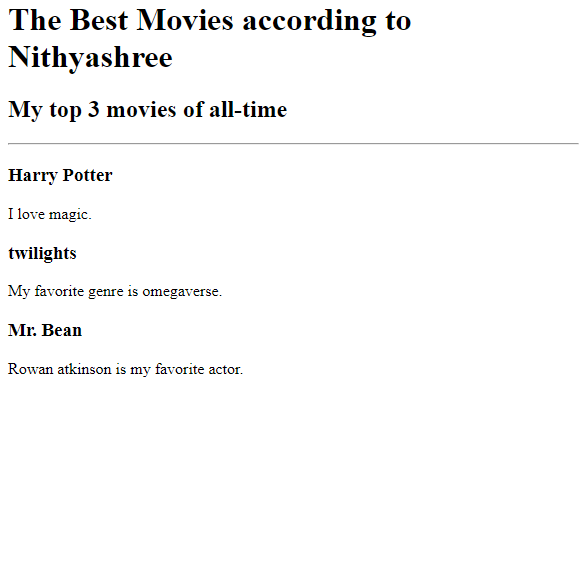 The Best Movies according to
Nithyashree
My top 3 movies of all-time
Harry Potter
I love magic.
twilights
My favorite genre is omegaverse.
Mr. Bean
Rowan atkinson is my favorite actor.